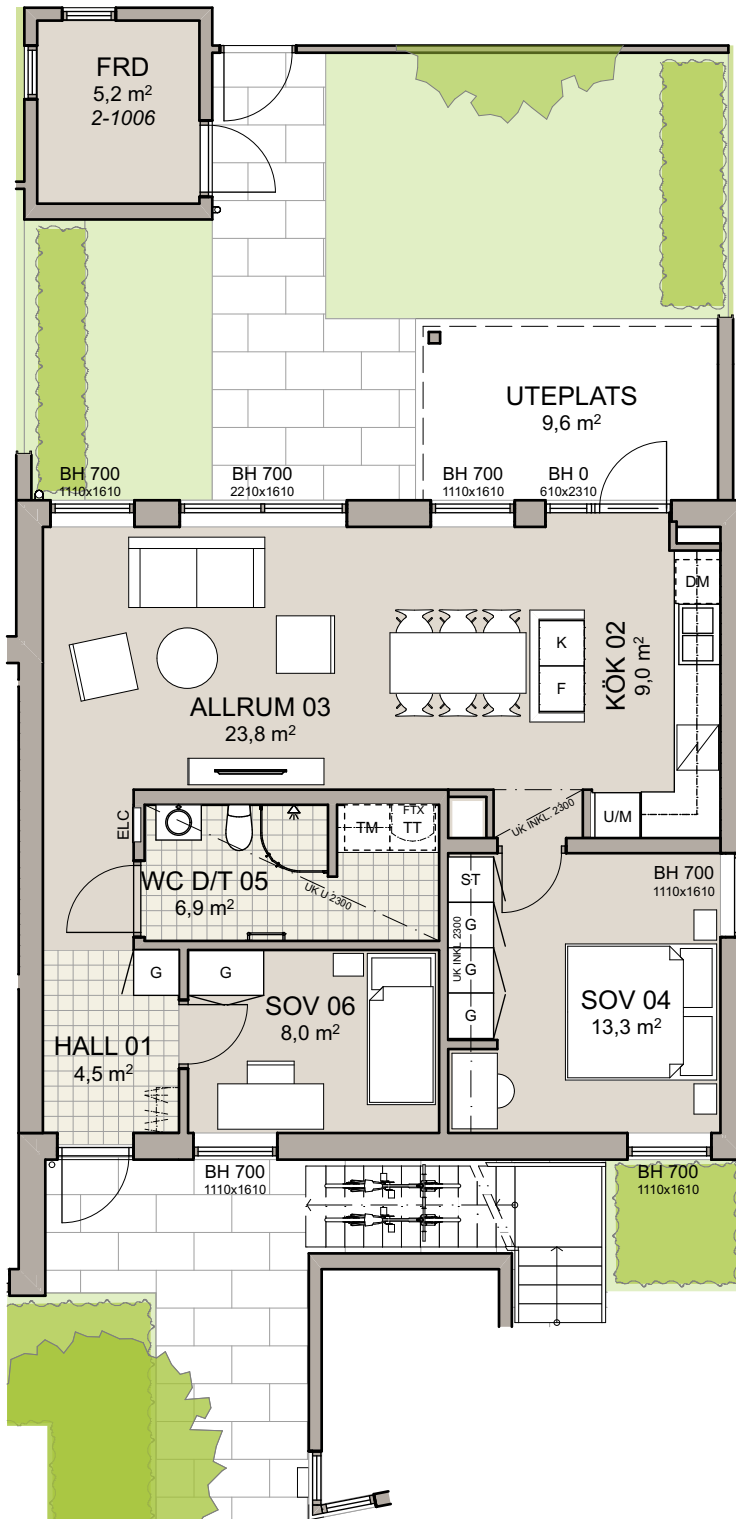 FRD
5,2 m²
2-1006
UTEPLATS
9,6 m²
BH 700
1110x1610
BH 700
2210x1610
BH 700
1110x1610
BH 0
610x2310
DM
K
F
KÖK 02
9,0 m²
ALLRUM 03
23,8 m²
ELC
TM
FTX
TT
UK INKL. 2300
U/M
WC D/T 05
6,9 m²
UK U 2300
ST
G
G
G
UK INKL 2300
BH 700
1110x1610
G
G
SOV 06
8,0 m²
SOV 04
13,3 m²
HALL 01
4,5 m²
BH 700
1110x1610
BH 700
1110x1610